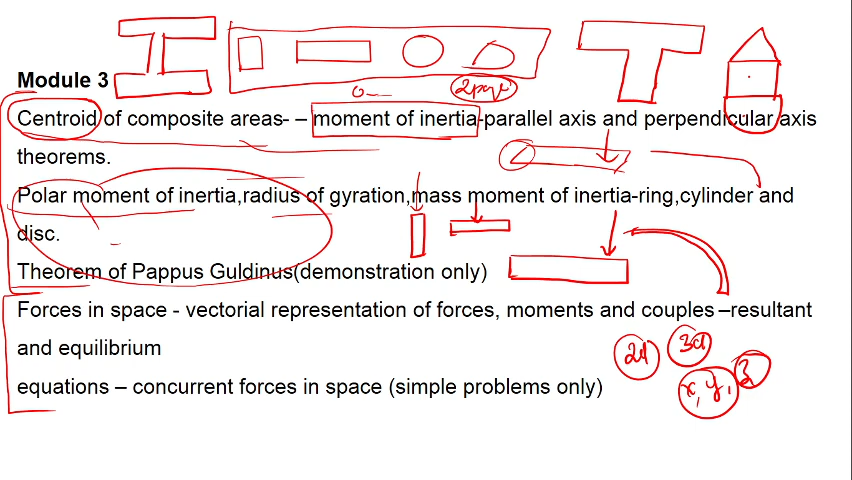 Module 3
Centroid of composite areas- – moment of inertia-parallel axis and perpendicular axis
theorems.
Polar moment of inertia,radius of gyration,mass moment of inertia-ring,cylinder and
disc.
Theorem of Pappus Guldinus(demonstration only)
Forces in space - vectorial representation of forces, moments and couples –resultant
and equilibrium
2d 3d
equations – concurrent forces in space (simple problems only)
x, y, z